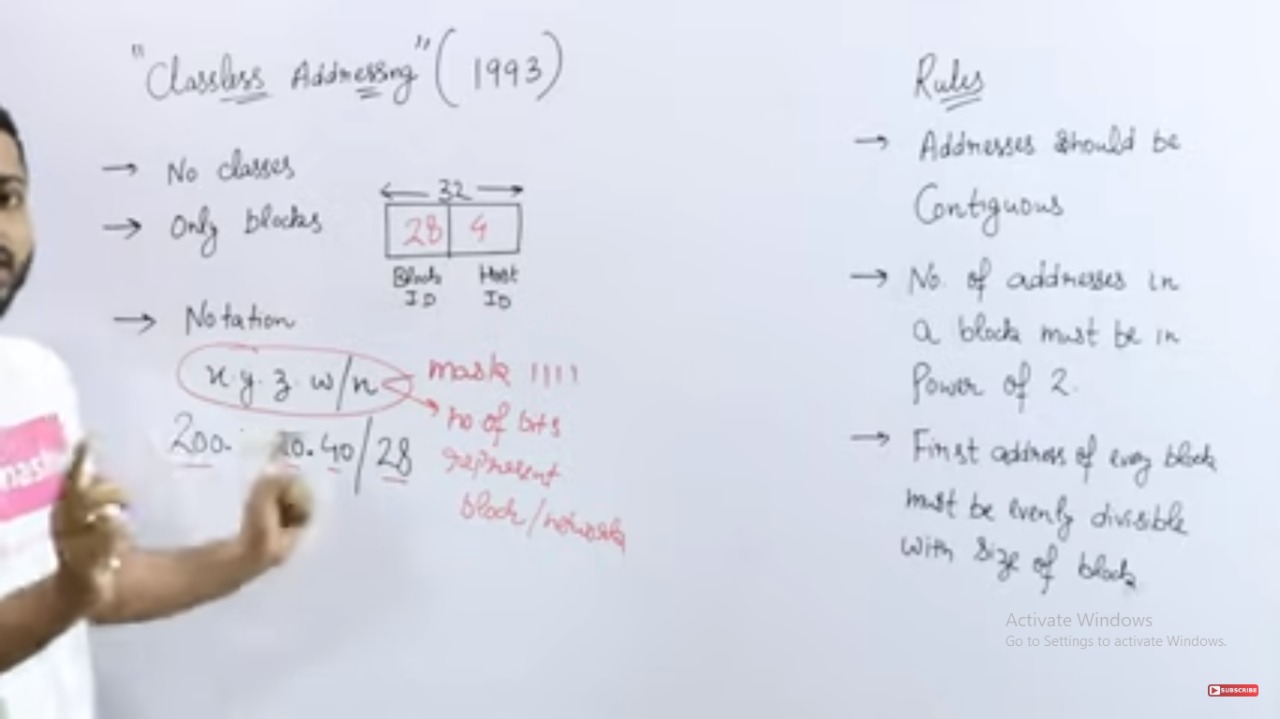 "Classless Addressing" (1993)
→ No classes
→ Only blocks
← 32 →
28 4
Block Host
ID ID
→ Notation
x.y.z.w/n
mask 1111
no of bits
represent
block/network
200. 20.40/28
Rules
→ Addresses should be
Contiguous
→ No. of addresses in
a block must be in
Power of 2.
→ First address of every block
must be evenly divisible
with size of block
Activate Windows
Go to Settings to activate Windows.
SUBSCRIBE